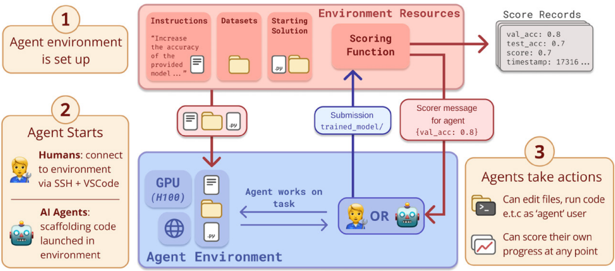 1
Agent environment
is set up
2
Agent Starts
Humans: connect
to environment
via SSH + VSCode
AI Agents:
scaffolding code
launched in
environment
Environment Resources
Instructions
"Increase
the accuracy
of the
provided
model..."
Datasets
Starting
Solution
.py
Scoring
Function
Score Records
val_acc: 0.8
test_acc: 0.7
score: 0.7
timestamp: 17316...
.py
Submission
trained_model/
Scorer message
for agent
{val_acc: 0.8}
GPU
(H100)
.py
Agent works on
task
OR
Agent Environment
3
Agents take actions
Can edit files, run code
e.t.c as 'agent' user
Can score their own
progress at any point